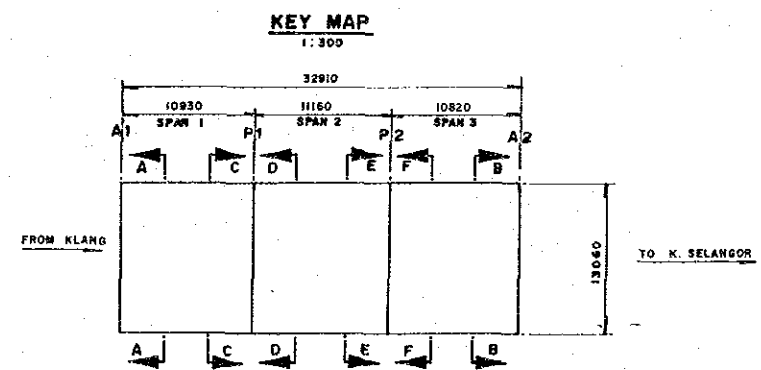 KEY MAP
1:300
32910
10930 11160 10820
SPAN 1 SPAN 2 SPAN 3
A1 P1 P2 A2
A C D E F B
FROM KLANG
TO K. SELANGOR
13060
A C D E F B